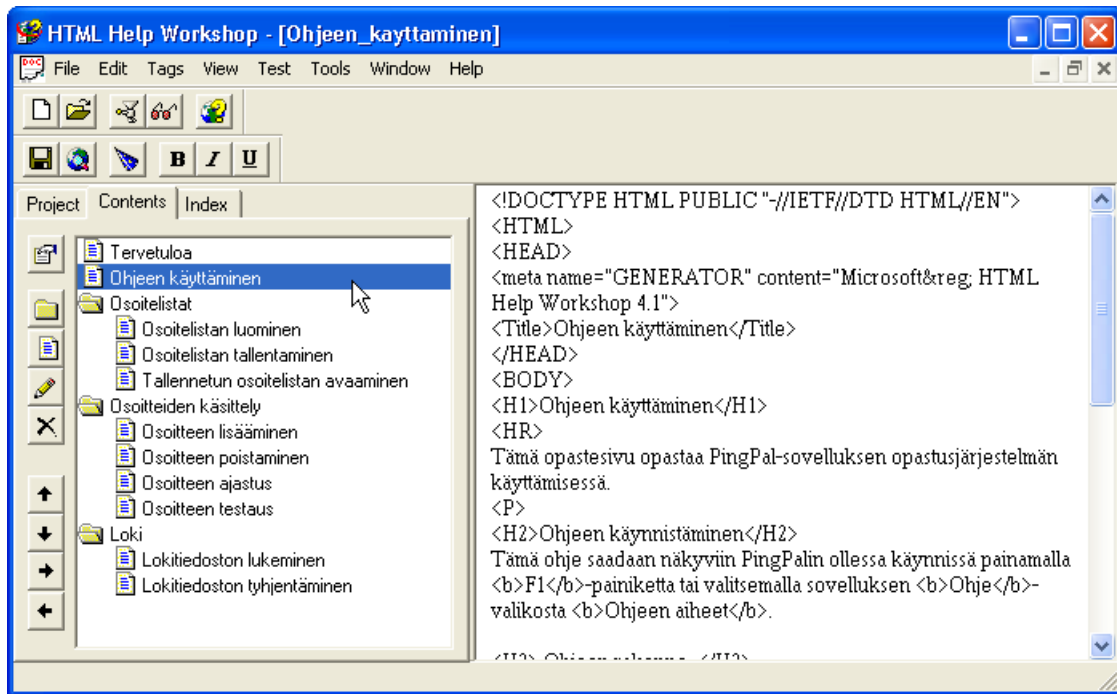 HTML Help Workshop - [Ohjeen_kayttaminen]
File Edit Tags View Test Tools Window Help
B I U
Project Contents Index
Tervetuloa
Ohjeen käyttäminen
Osoitelistat
Osoitelistan luominen
Osoitelistan tallentaminen
Tallennetun osoitelistan avaaminen
Osoitteiden käsittely
Osoitteen lisääminen
Osoitteen poistaminen
Osoitteen ajastus
Osoitteen testaus
Loki
Lokitiedoston lukeminen
Lokitiedoston tyhjentäminen
<!DOCTYPE HTML PUBLIC "-//IETF//DTD HTML//EN">
<HTML>
<HEAD>
<meta name="GENERATOR" content="Microsoft&reg; HTML
Help Workshop 4.1">
<Title>Ohjeen käyttäminen</Title>
</HEAD>
<BODY>
<H1>Ohjeen käyttäminen</H1>
<HR>
Tämä opastesivu opastaa PingPal-sovelluksen opastusjärjestelmän
käyttämisessä.
<P>
<H2>Ohjeen käynnistäminen</H2>
Tämä ohje saadaan näkyviin PingPalin ollessa käynnissä painamalla
<b>F1</b>-painiketta tai valitsemalla sovelluksen <b>Ohje</b>-
valikosta <b>Ohjeen aiheet</b>.